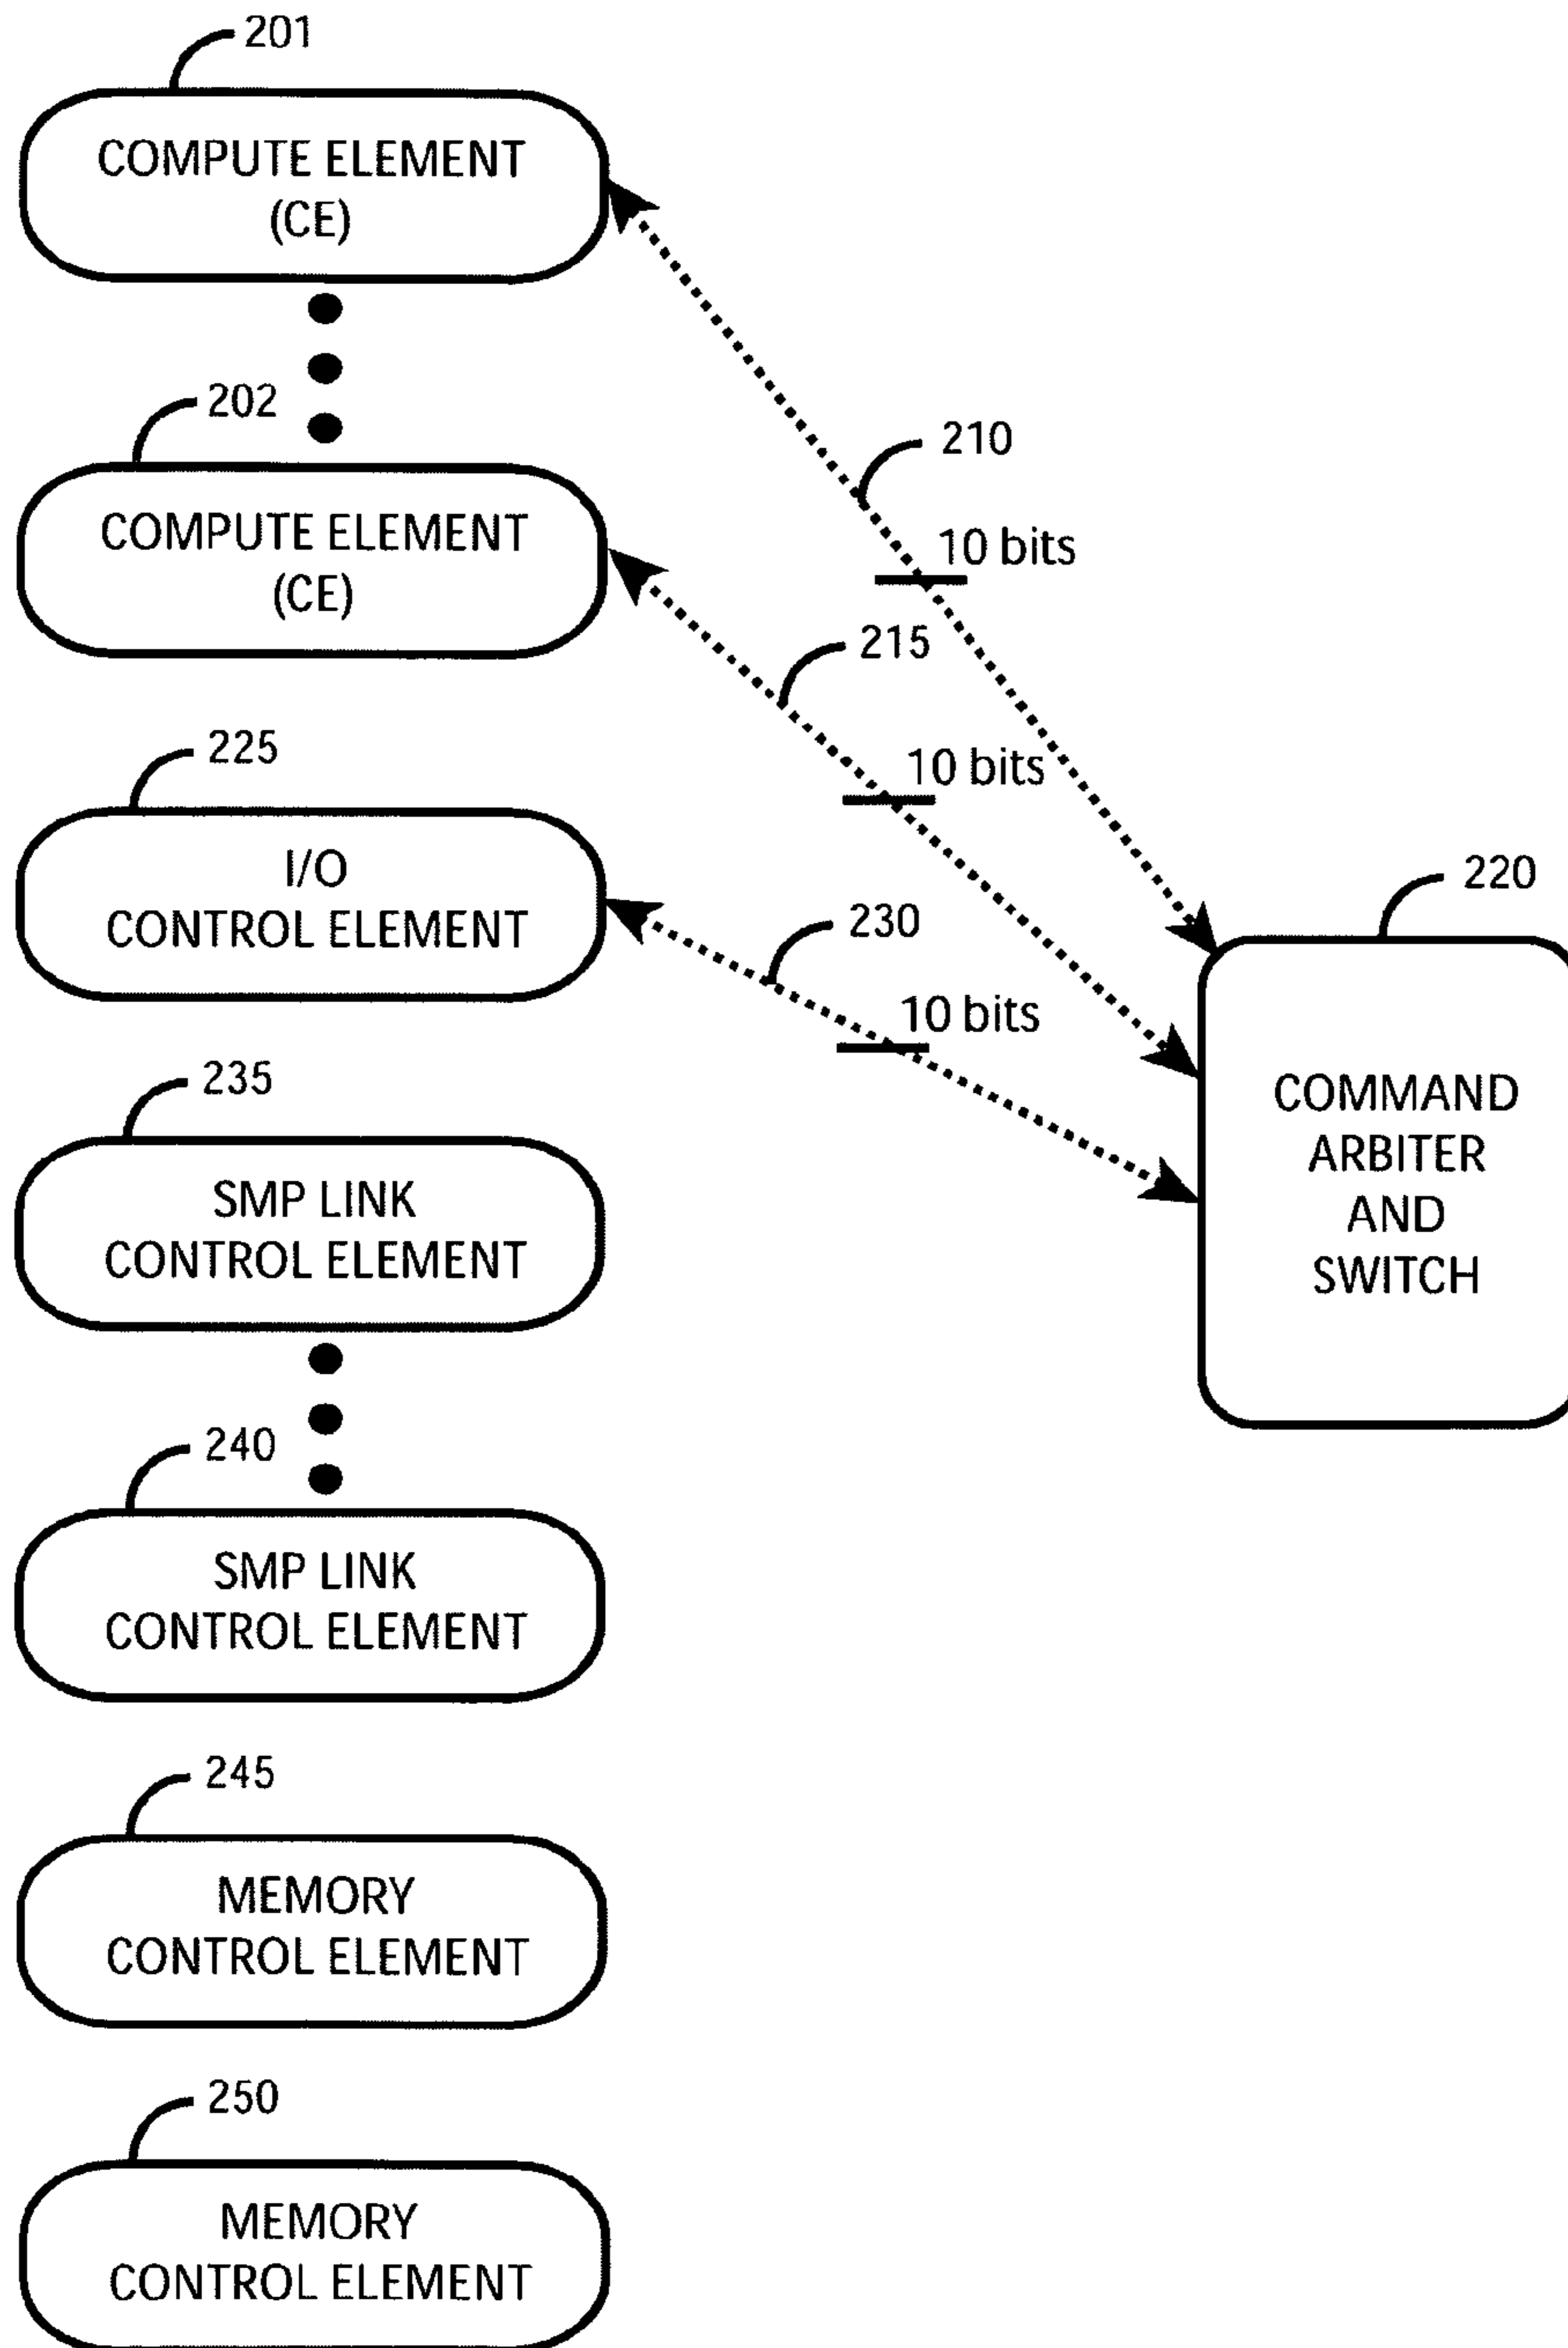 201
COMPUTE ELEMENT
(CE)
202
COMPUTE ELEMENT
(CE)
210
10 bits
215
10 bits
225
I/O
CONTROL ELEMENT
230
10 bits
220
COMMAND
ARBITER
AND
SWITCH
235
SMP LINK
CONTROL ELEMENT
240
SMP LINK
CONTROL ELEMENT
245
MEMORY
CONTROL ELEMENT
250
MEMORY
CONTROL ELEMENT